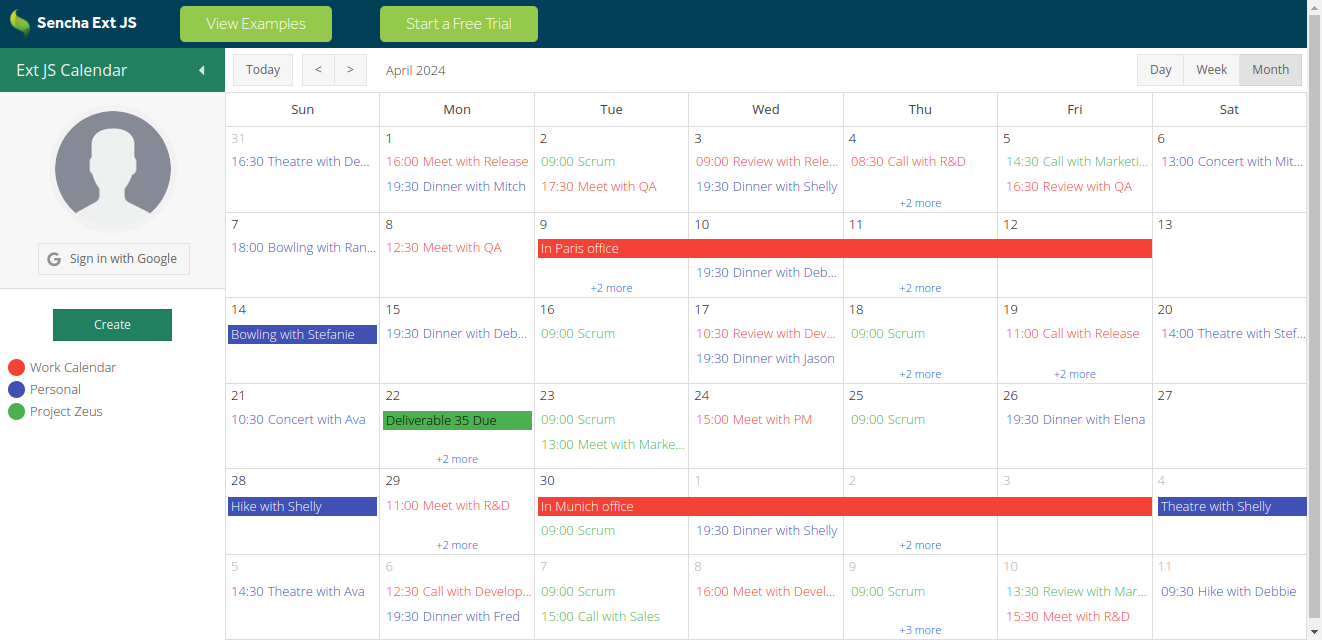 Sencha Ext JS View Examples Start a Free Trial
Ext JS Calendar Today < > April 2024 Day Week Month
Sign in with Google
Create
Work Calendar
Personal
Project Zeus
Sun Mon Tue Wed Thu Fri Sat
31 1 2 3 4 5 6
16:30 Theatre with De... 16:00 Meet with Release 09:00 Scrum 09:00 Review with Rele... 08:30 Call with R&D 14:30 Call with Marketi... 13:00 Concert with Mit...
19:30 Dinner with Mitch 17:30 Meet with QA 19:30 Dinner with Shelly 16:30 Review with QA
+2 more
7 8 9 10 11 12 13
18:00 Bowling with Ran... 12:30 Meet with QA In Paris office
19:30 Dinner with Deb...
+2 more +2 more
14 15 16 17 18 19 20
Bowling with Stefanie 19:30 Dinner with Deb... 09:00 Scrum 10:30 Review with Dev... 09:00 Scrum 11:00 Call with Release 14:00 Theatre with Stef...
19:30 Dinner with Jason
+2 more +2 more
21 22 23 24 25 26 27
10:30 Concert with Ava Deliverable 35 Due 09:00 Scrum 15:00 Meet with PM 09:00 Scrum 19:30 Dinner with Elena
13:00 Meet with Marke...
+2 more
28 29 30 1 2 3 4
Hike with Shelly 11:00 Meet with R&D In Munich office Theatre with Shelly
09:00 Scrum 19:30 Dinner with Shelly
+2 more +2 more
5 6 7 8 9 10 11
14:30 Theatre with Ava 12:30 Call with Develop... 09:00 Scrum 16:00 Meet with Devel... 09:00 Scrum 13:30 Review with Mar... 09:30 Hike with Debbie
19:30 Dinner with Fred 15:00 Call with Sales 15:30 Meet with R&D
+3 more